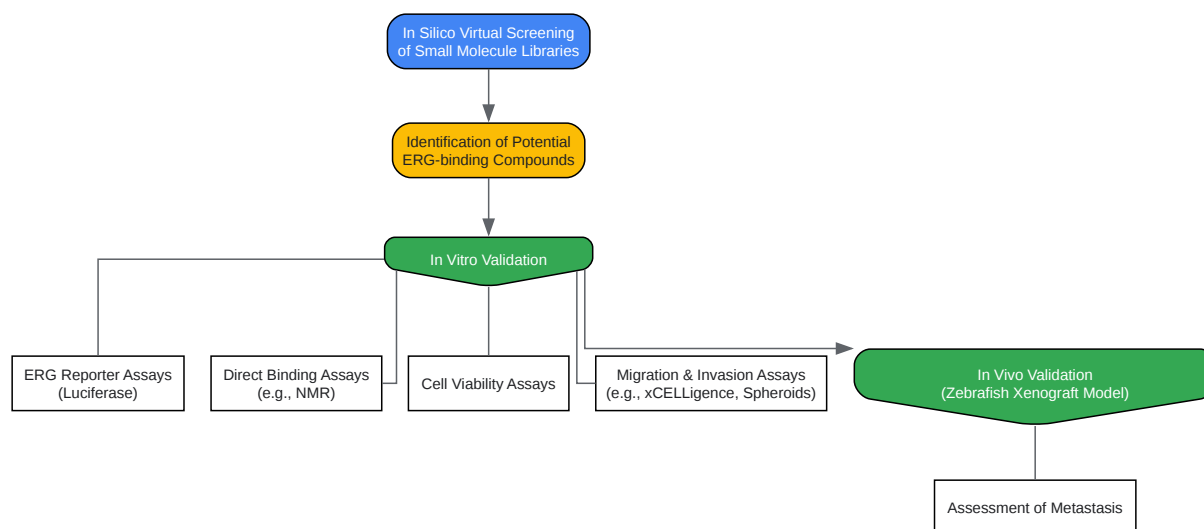 In Silico Virtual Screening
of Small Molecule Libraries
Identification of Potential
ERG-binding Compounds
In Vitro Validation
ERG Reporter Assays
(Luciferase)
Direct Binding Assays
(e.g., NMR)
Cell Viability Assays
Migration & Invasion Assays
(e.g., xCELLigence, Spheroids)
In Vivo Validation
(Zebrafish Xenograft Model)
Assessment of Metastasis